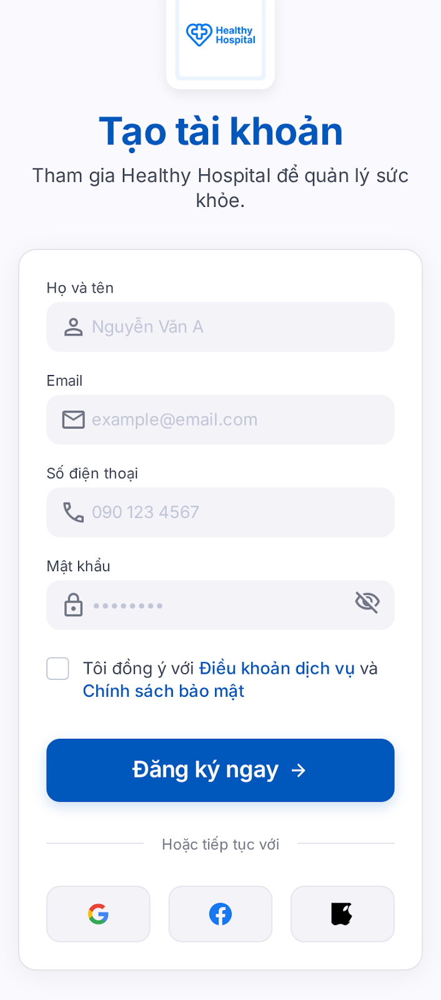 Healthy
Hospital
Tạo tài khoản
Tham gia Healthy Hospital để quản lý sức
khỏe.
Họ và tên
Nguyễn Văn A
Email
example@email.com
Số điện thoại
090 123 4567
Mật khẩu
Tôi đồng ý với Điều khoản dịch vụ và
Chính sách bảo mật
Đăng ký ngay →
Hoặc tiếp tục với